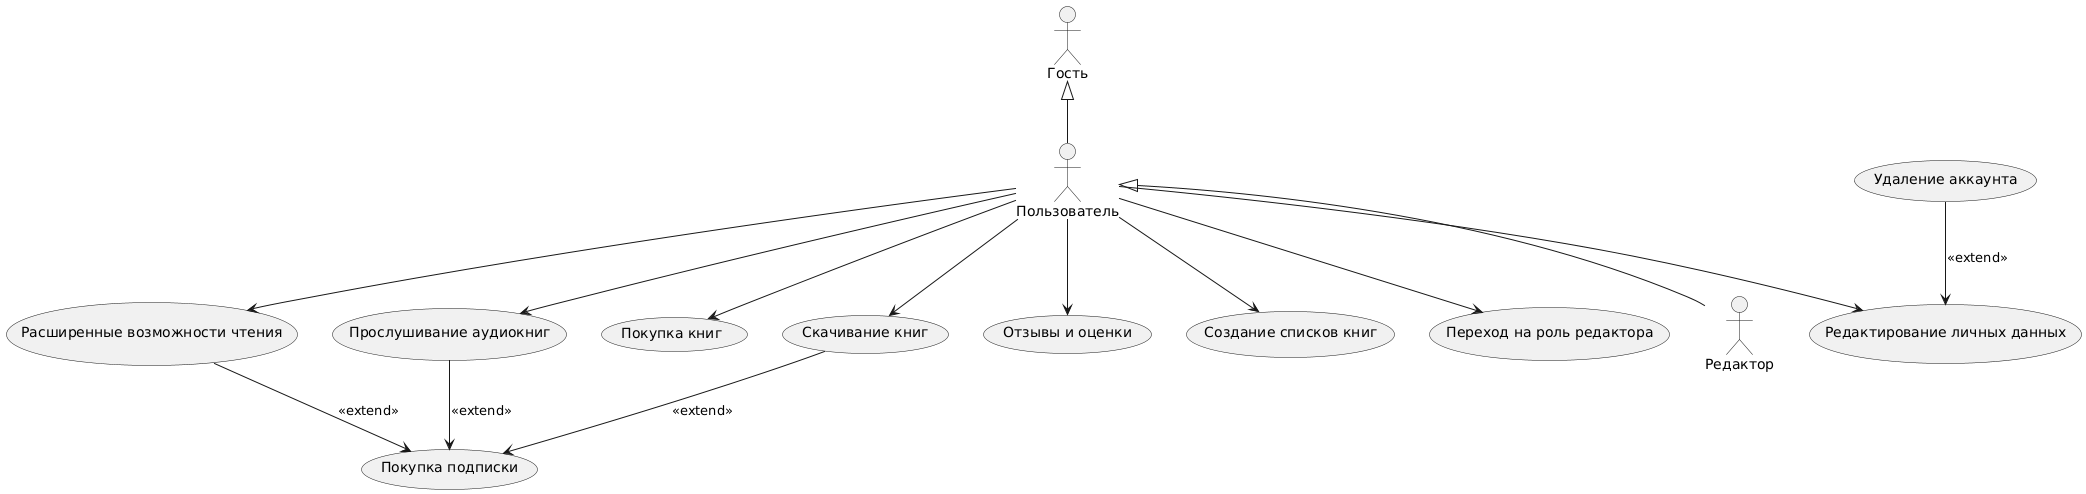 Гость
Пользователь
Удаление аккаунта
«extend»
Расширенные возможности чтения
Прослушивание аудиокниг
Покупка книг
Скачивание книг
Отзывы и оценки
Создание списков книг
Переход на роль редактора
Редактор
Редактирование личных данных
«extend»
«extend»
«extend»
Покупка подписки